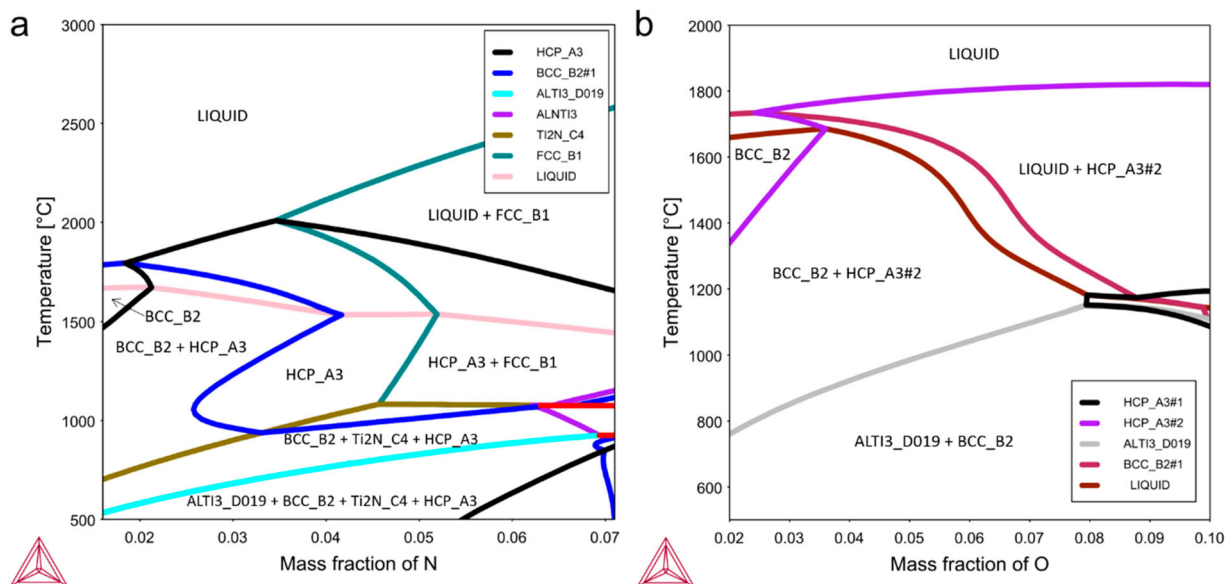 a
3000
2500
2000
1500
1000
500
Temperature [°C]
0.02
0.03
0.04
0.05
0.06
0.07
Mass fraction of N
HCP_A3
BCC_B2#1
ALTI3_D019
ALNTI3
TI2N_C4
FCC_B1
LIQUID
LIQUID
LIQUID + FCC_B1
BCC_B2
BCC_B2 + HCP_A3
HCP_A3
HCP_A3 + FCC_B1
BCC_B2 + Ti2N_C4 + HCP_A3
ALTI3_D019 + BCC_B2 + Ti2N_C4 + HCP_A3
b
2000
1800
1600
1400
1200
1000
800
600
Temperature [°C]
0.02
0.03
0.04
0.05
0.06
0.07
0.08
0.09
0.10
Mass fraction of O
LIQUID
BCC_B2
LIQUID + HCP_A3#2
BCC_B2 + HCP_A3#2
ALTI3_D019 + BCC_B2
HCP_A3#1
HCP_A3#2
ALTI3_D019
BCC_B2#1
LIQUID